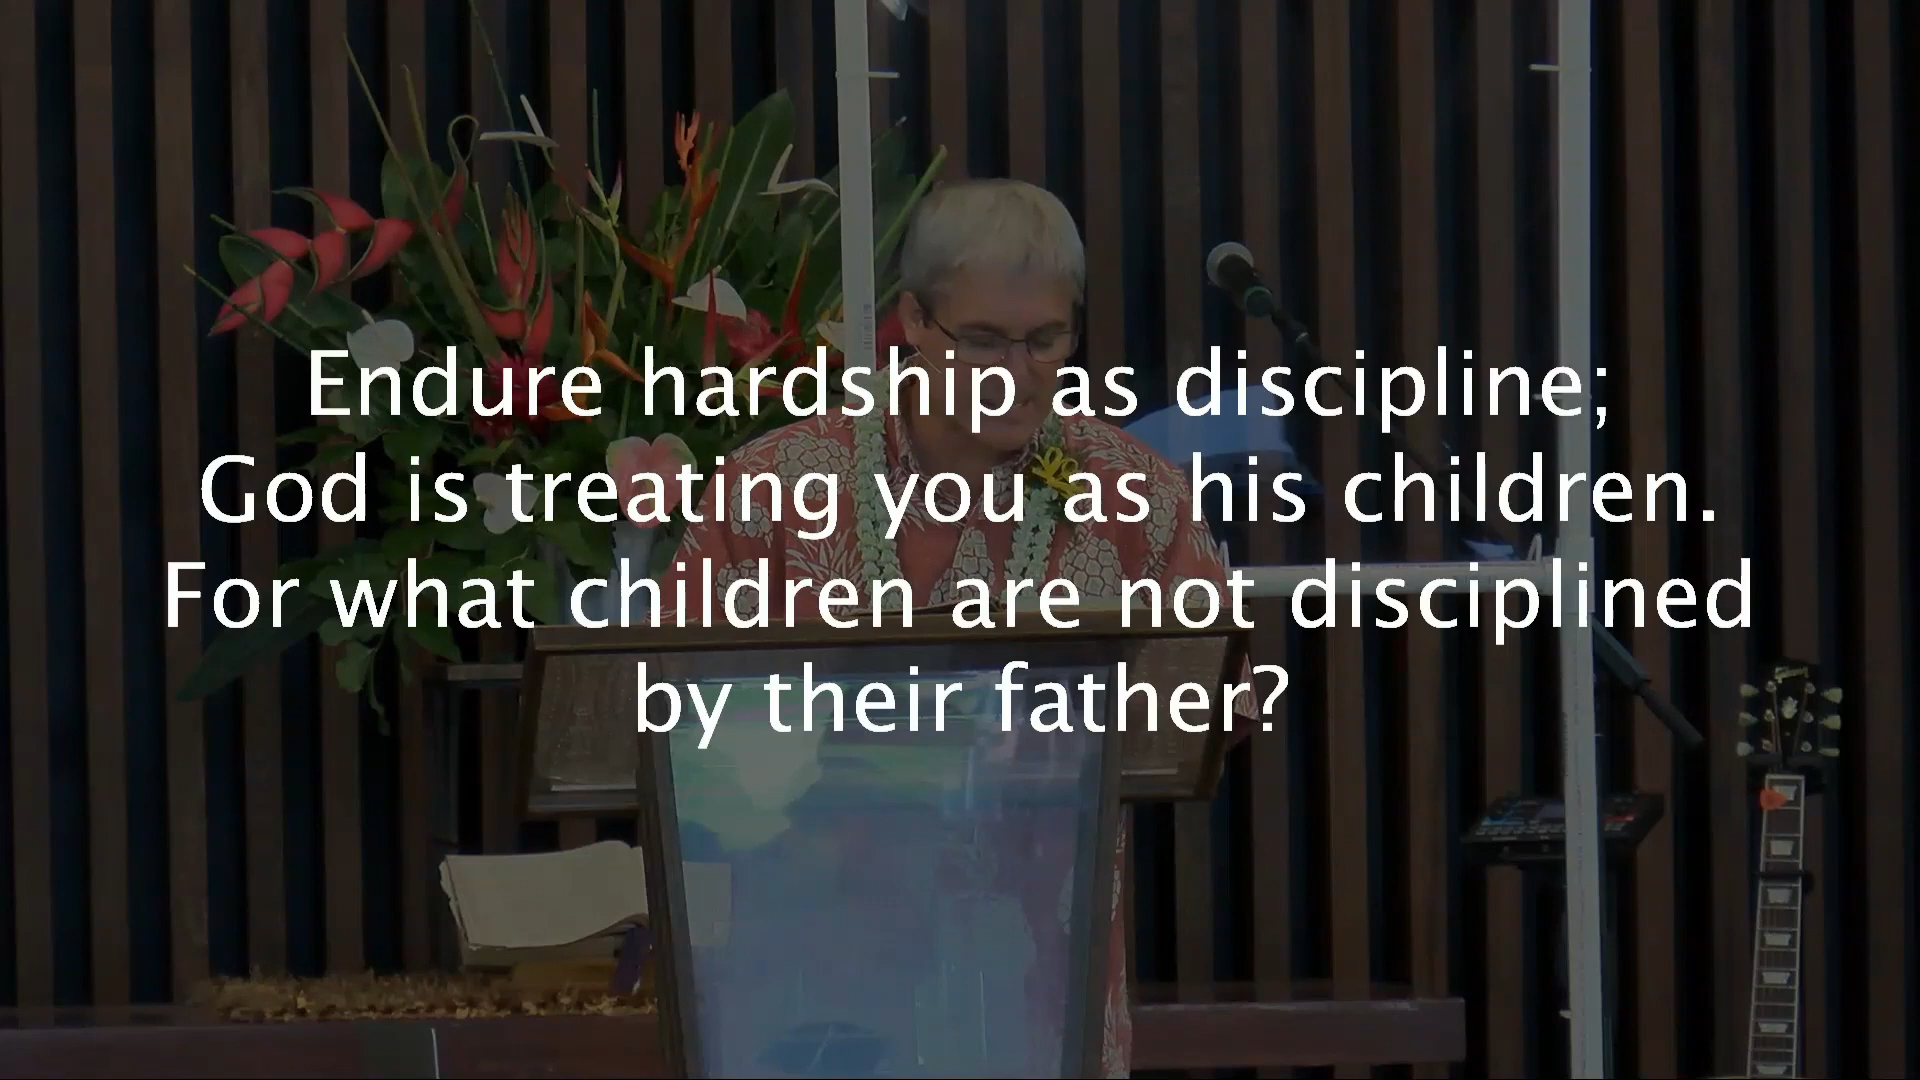 Endure hardship as discipline;
God is treating you as his children.
For what children are not disciplined
by their father?